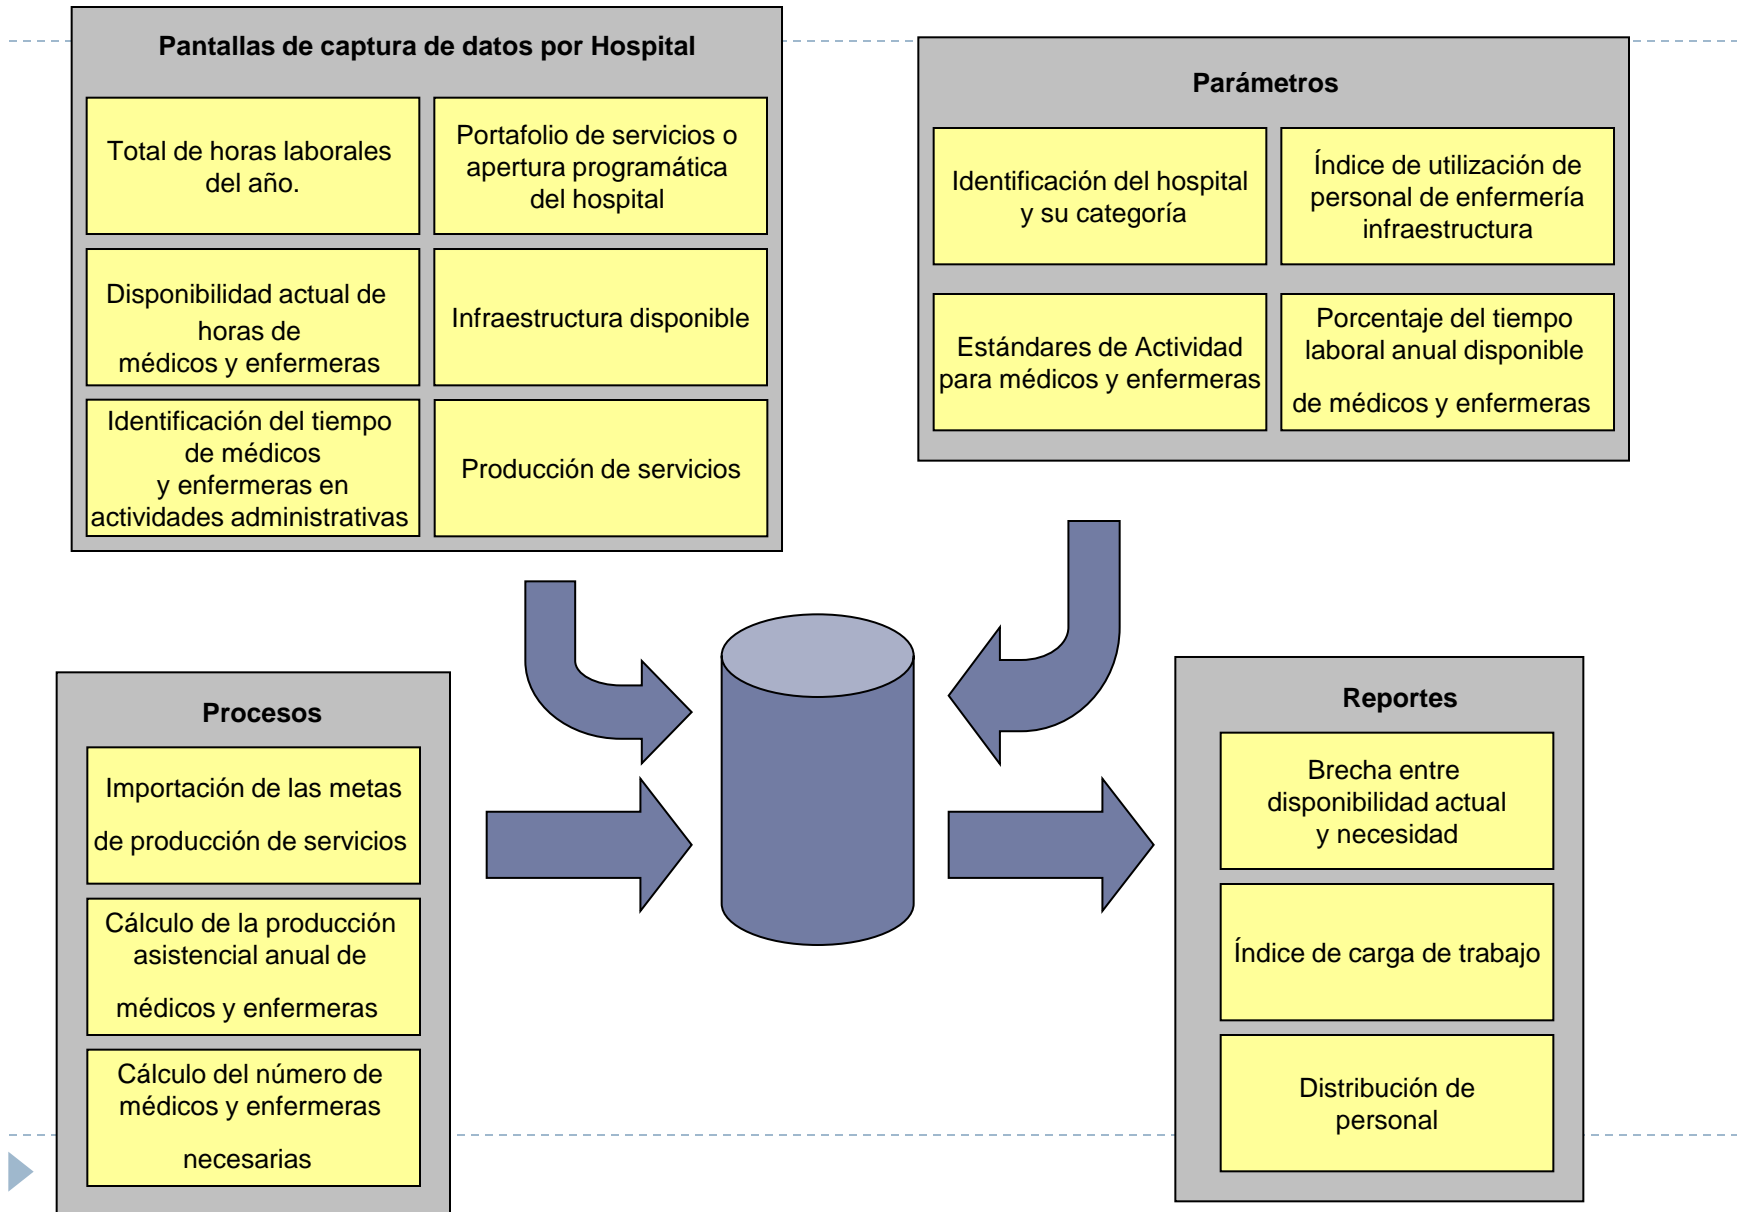 Pantallas de captura de datos por Hospital
Total de horas laborales
del año.
Portafolio de servicios o
apertura programática
del hospital
Disponibilidad actual de
horas de
médicos y enfermeras
Infraestructura disponible
Identificación del tiempo
de médicos
y enfermeras en
actividades administrativas
Producción de servicios
Parámetros
Identificación del hospital
y su categoría
Índice de utilización de
personal de enfermería
infraestructura
Estándares de Actividad
para médicos y enfermeras
Porcentaje del tiempo
laboral anual disponible
de médicos y enfermeras
Procesos
Importación de las metas
de producción de servicios
Cálculo de la producción
asistencial anual de
médicos y enfermeras
Cálculo del número de
médicos y enfermeras
necesarias
Reportes
Brecha entre
disponibilidad actual
y necesidad
Índice de carga de trabajo
Distribución de
personal